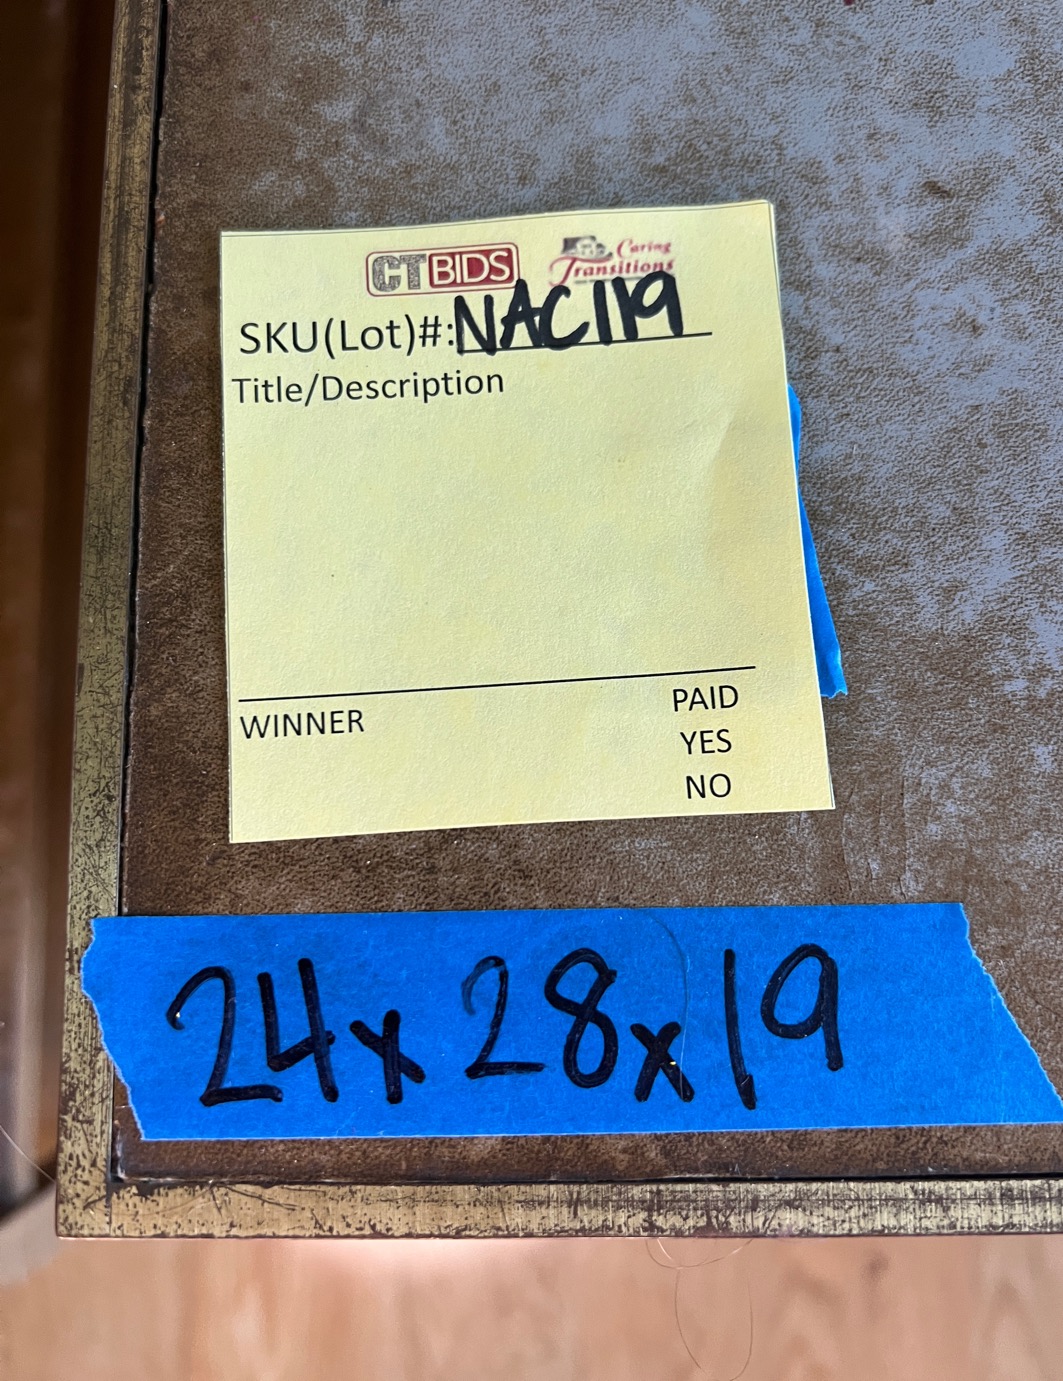 CTBIDS Caring Transitions
SKU(Lot)#: NAC119
Title/Description
WINNER PAID
YES
NO
24x28x19